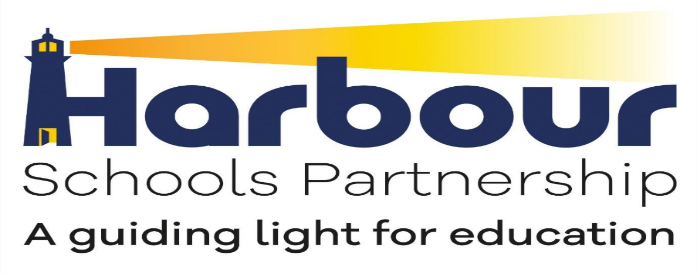 Harbour
Schools Partnership
A guiding light for education